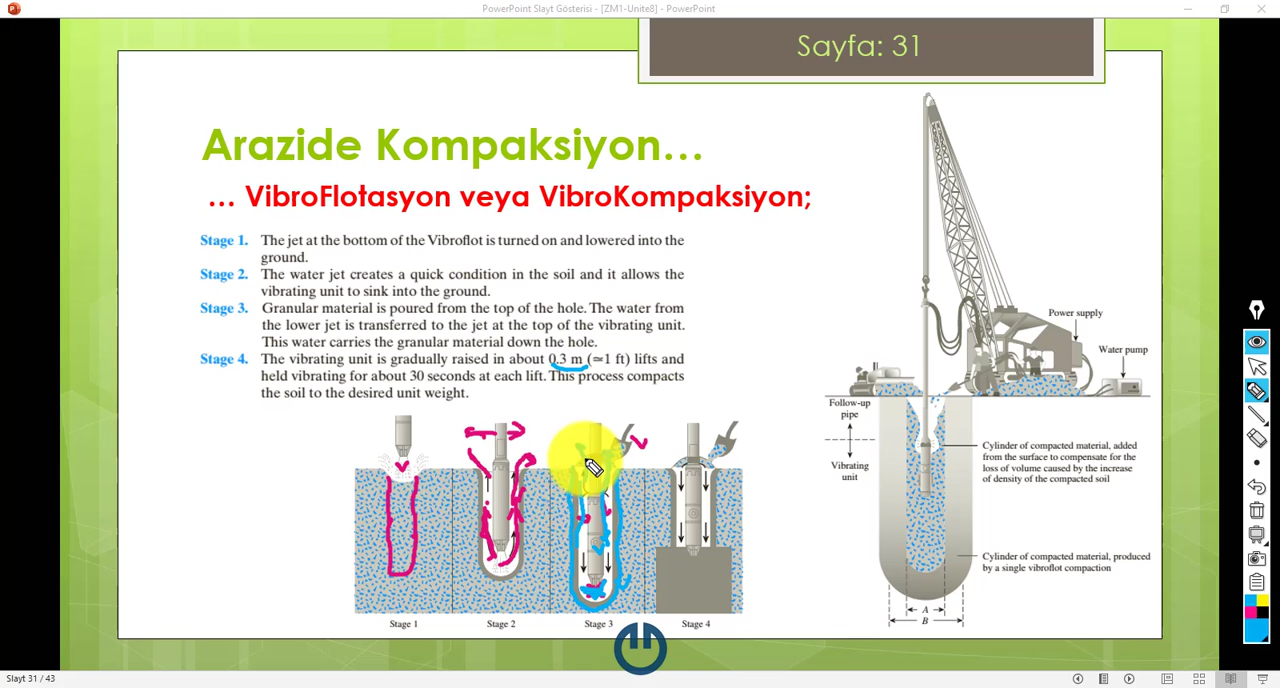 PowerPoint Slayt Gösterisi - [ZM1-Unite8] - PowerPoint
Sayfa: 31
Arazide Kompaksiyon...
... VibroFlotasyon veya VibroKompaksiyon;
Stage 1. The jet at the bottom of the Vibroflot is turned on and lowered into the
ground.
Stage 2. The water jet creates a quick condition in the soil and it allows the
vibrating unit to sink into the ground.
Stage 3. Granular material is poured from the top of the hole. The water from
the lower jet is transferred to the jet at the top of the vibrating unit.
This water carries the granular material down the hole.
Stage 4. The vibrating unit is gradually raised in about 0.3 m (≃1 ft) lifts and
held vibrating for about 30 seconds at each lift. This process compacts
the soil to the desired unit weight.
Stage 1
Stage 2
Stage 3
Stage 4
Power supply
Water pump
Follow-up
pipe
Vibrating
unit
Cylinder of compacted material, added
from the surface to compensate for the
loss of volume caused by the increase
of density of the compacted soil
Cylinder of compacted material, produced
by a single vibroflot compaction
A
B
Slayt 31 / 43